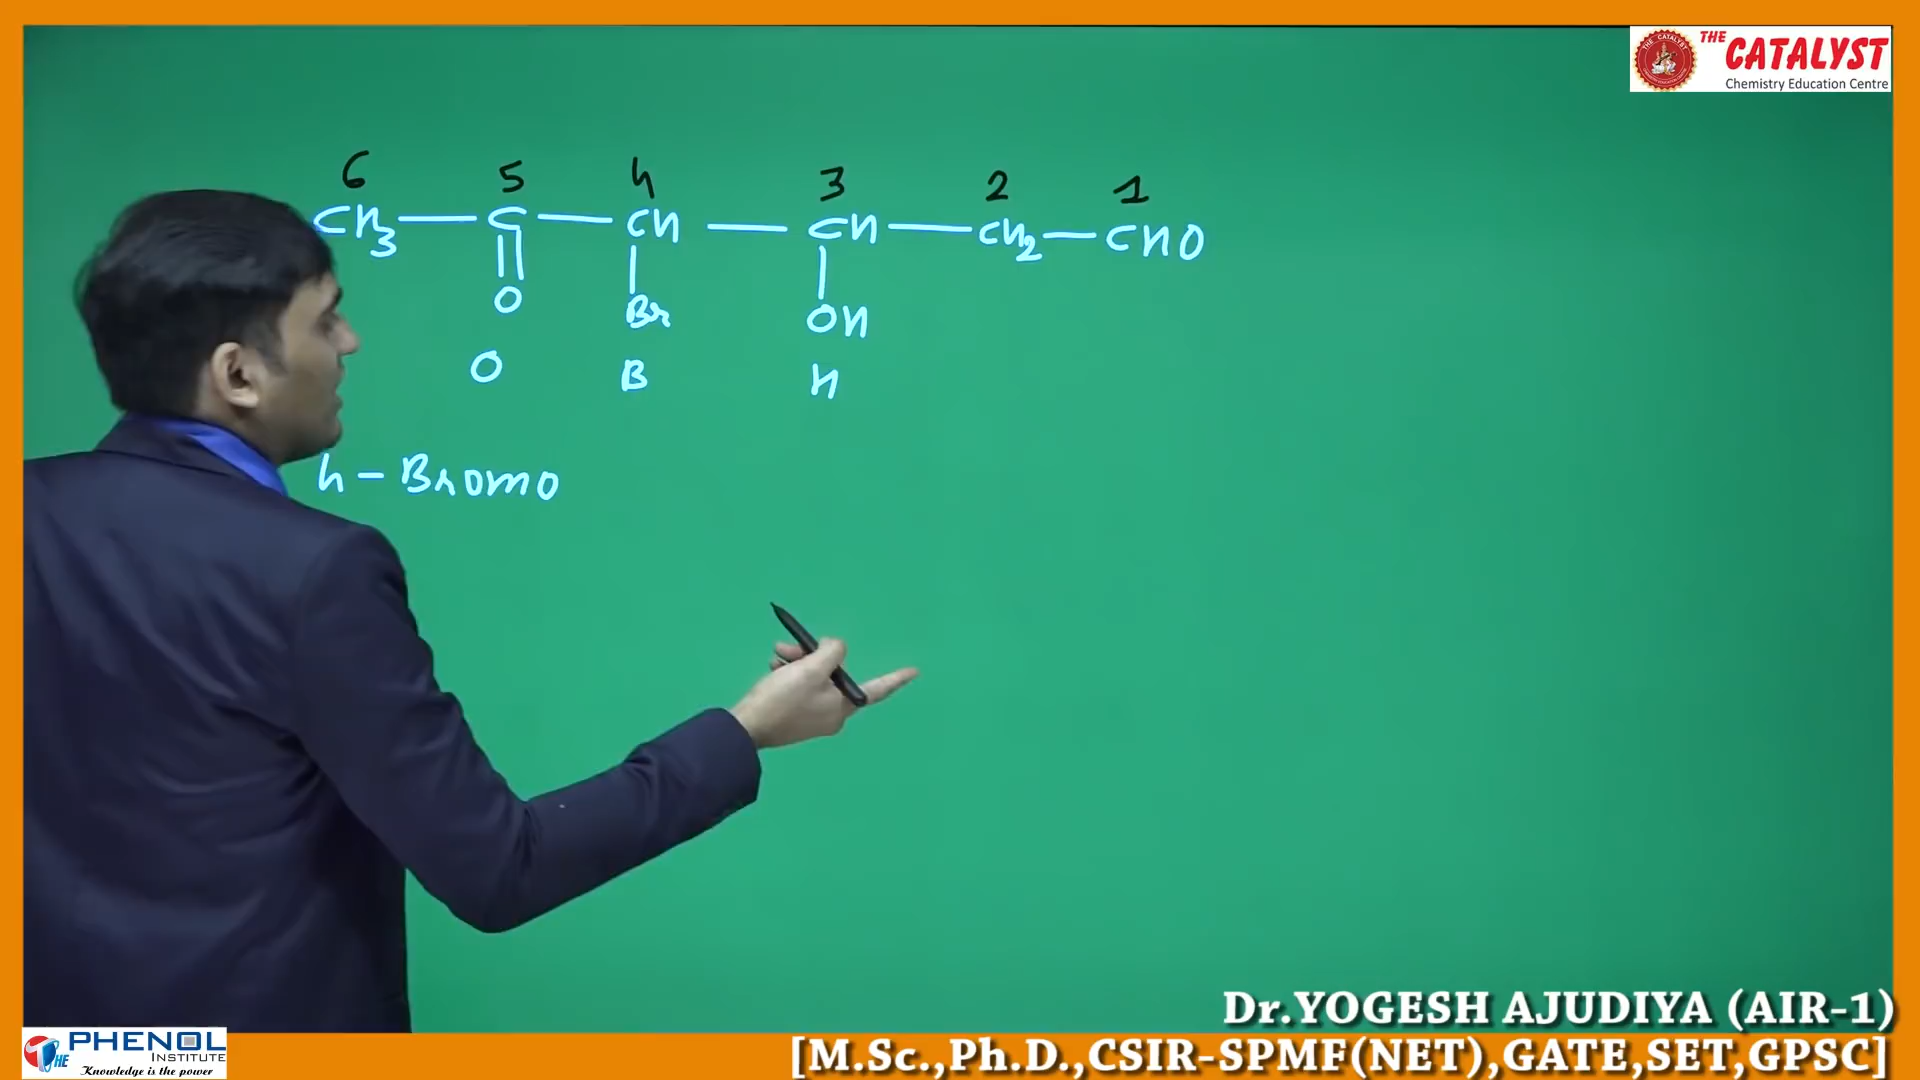 THE CATALYST
Chemistry Education Centre
6 5 4 3 2 1
CH3 — C — CH — CH — CH2 — CHO
O Br OH
O B H
4 - Bromo
Dr.YOGESH AJUDIYA (AIR-1)
[M.Sc.,Ph.D.,CSIR-SPMF(NET),GATE,SET,GPSC]
THE PHENOL
INSTITUTE
Knowledge is the power